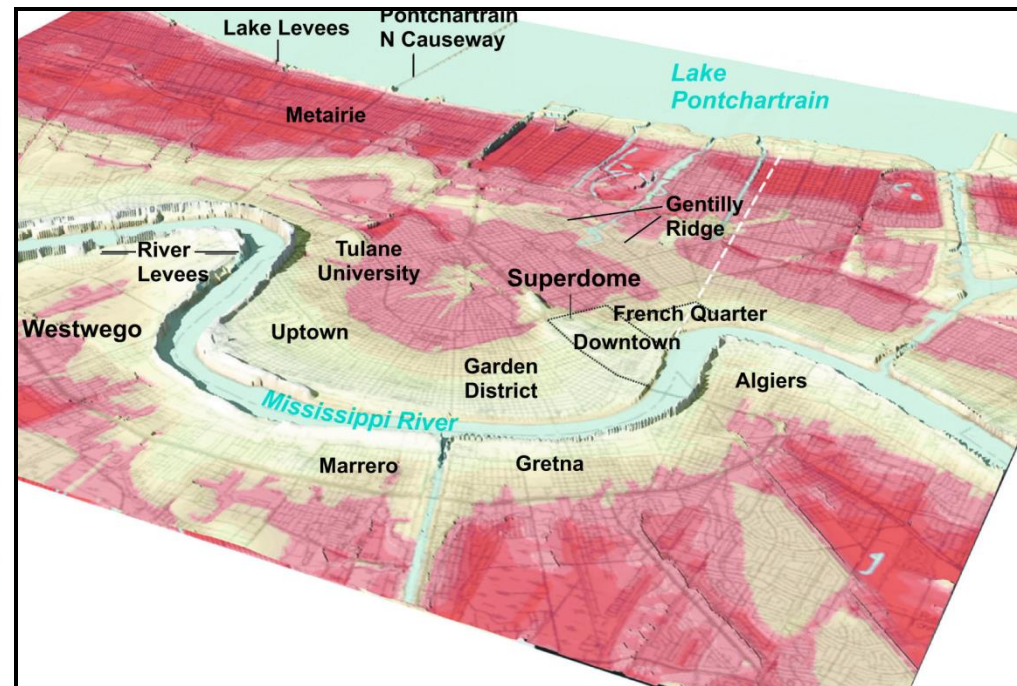 Pontchartrain
Lake Levees
N Causeway
Lake
Pontchartrain
Metairie
Gentilly
Ridge
River
Levees
Tulane
University
Superdome
French Quarter
Westwego
Uptown
Downtown
Garden
District
Algiers
Mississippi River
Marrero
Gretna